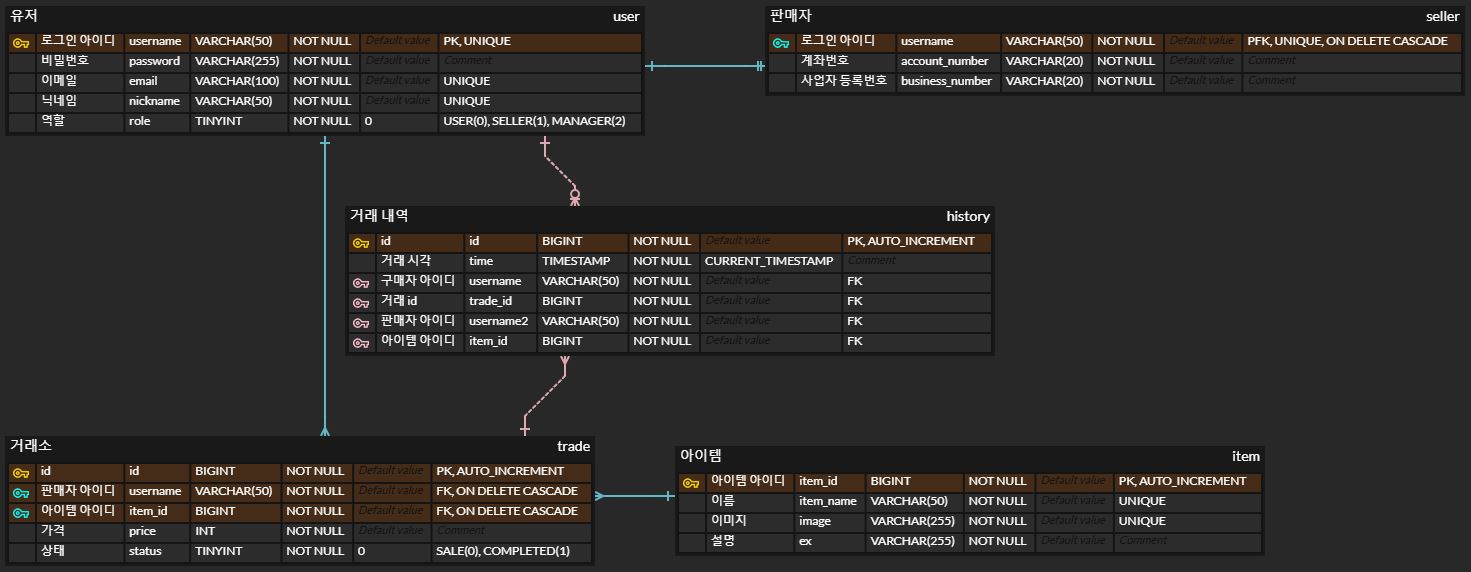 유저 user
로그인 아이디 username VARCHAR(50) NOT NULL Default value PK, UNIQUE
비밀번호 password VARCHAR(255) NOT NULL Default value Comment
이메일 email VARCHAR(100) NOT NULL Default value UNIQUE
닉네임 nickname VARCHAR(50) NOT NULL Default value UNIQUE
역할 role TINYINT NOT NULL 0 USER(0), SELLER(1), MANAGER(2)
판매자 seller
로그인 아이디 username VARCHAR(50) NOT NULL Default value PFK, UNIQUE, ON DELETE CASCADE
계좌번호 account_number VARCHAR(20) NOT NULL Default value Comment
사업자 등록번호 business_number VARCHAR(20) NOT NULL Default value Comment
거래 내역 history
id id BIGINT NOT NULL Default value PK, AUTO_INCREMENT
거래 시각 time TIMESTAMP NOT NULL CURRENT_TIMESTAMP Comment
구매자 아이디 username VARCHAR(50) NOT NULL Default value FK
거래 id trade_id BIGINT NOT NULL Default value FK
판매자 아이디 username2 VARCHAR(50) NOT NULL Default value FK
아이템 아이디 item_id BIGINT NOT NULL Default value FK
거래소 trade
id id BIGINT NOT NULL Default value PK, AUTO_INCREMENT
판매자 아이디 username VARCHAR(50) NOT NULL Default value FK, ON DELETE CASCADE
아이템 아이디 item_id BIGINT NOT NULL Default value FK, ON DELETE CASCADE
가격 price INT NOT NULL Default value Comment
상태 status TINYINT NOT NULL 0 SALE(0), COMPLETED(1)
아이템 item
아이템 아이디 item_id BIGINT NOT NULL Default value PK, AUTO_INCREMENT
이름 item_name VARCHAR(50) NOT NULL Default value UNIQUE
이미지 image VARCHAR(255) NOT NULL Default value UNIQUE
설명 ex VARCHAR(255) NOT NULL Default value Comment